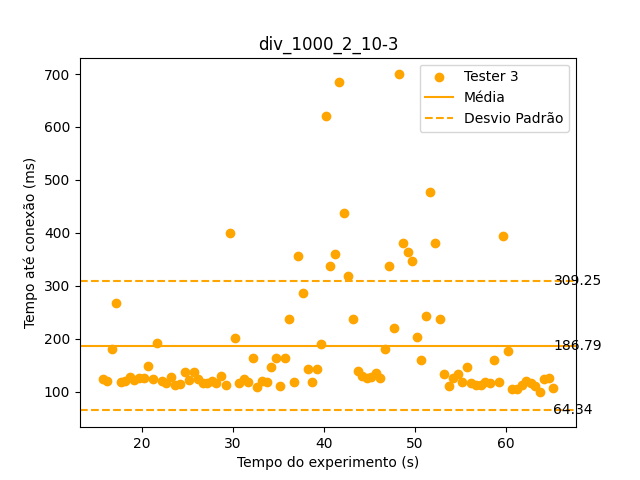 div_1000_2_10-3
Tester 3
Média
Desvio Padrão
Tempo até conexão (ms)
700
600
500
400
300
200
100
309.25
186.79
64.34
20
30
40
50
60
Tempo do experimento (s)